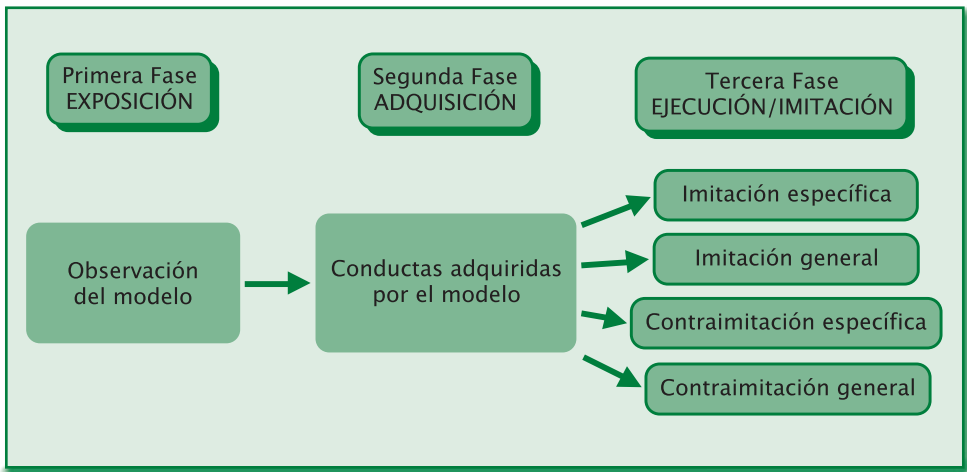 Primera Fase
EXPOSICIÓN
Segunda Fase
ADQUISICIÓN
Tercera Fase
EJECUCIÓN/IMITACIÓN
Observación
del modelo
Conductas adquiridas
por el modelo
Imitación específica
Imitación general
Contraimitación específica
Contraimitación general